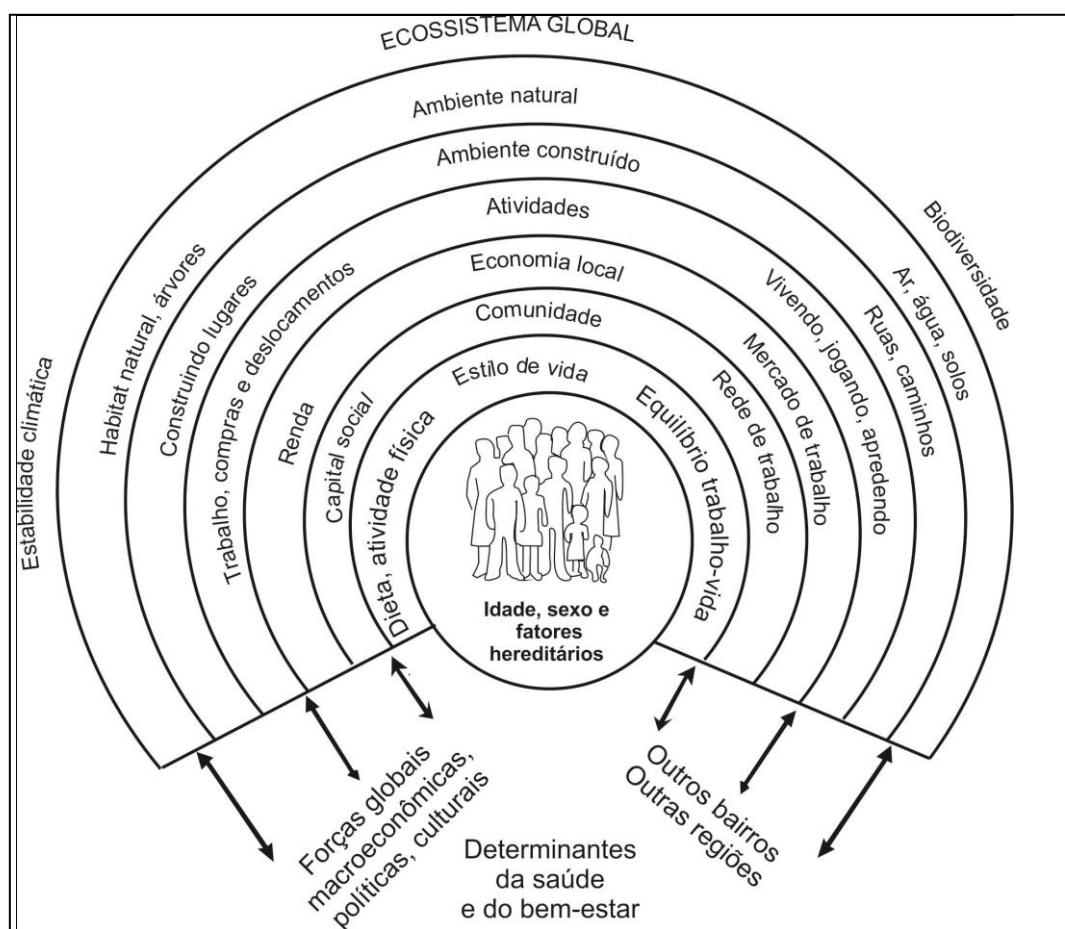 ECOSSISTEMA GLOBAL
Ambiente natural
Ambiente construído
Atividades
Economia local
Comunidade
Estilo de vida
Estabilidade climática
Habitat natural, árvores
Construindo lugares
Trabalho, compras e deslocamentos
Renda
Capital social
Dieta, atividade física
Equilíbrio trabalho-vida
Rede de trabalho
Mercado de trabalho
Vivendo, jogando, apredendo
Ruas, caminhos
Ar, água, solos
Biodiversidade
Idade, sexo e
fatores
hereditários
Forças globais
macroeconômicas,
políticas, culturais
Outros bairros
Outras regiões
Determinantes
da saúde
e do bem-estar